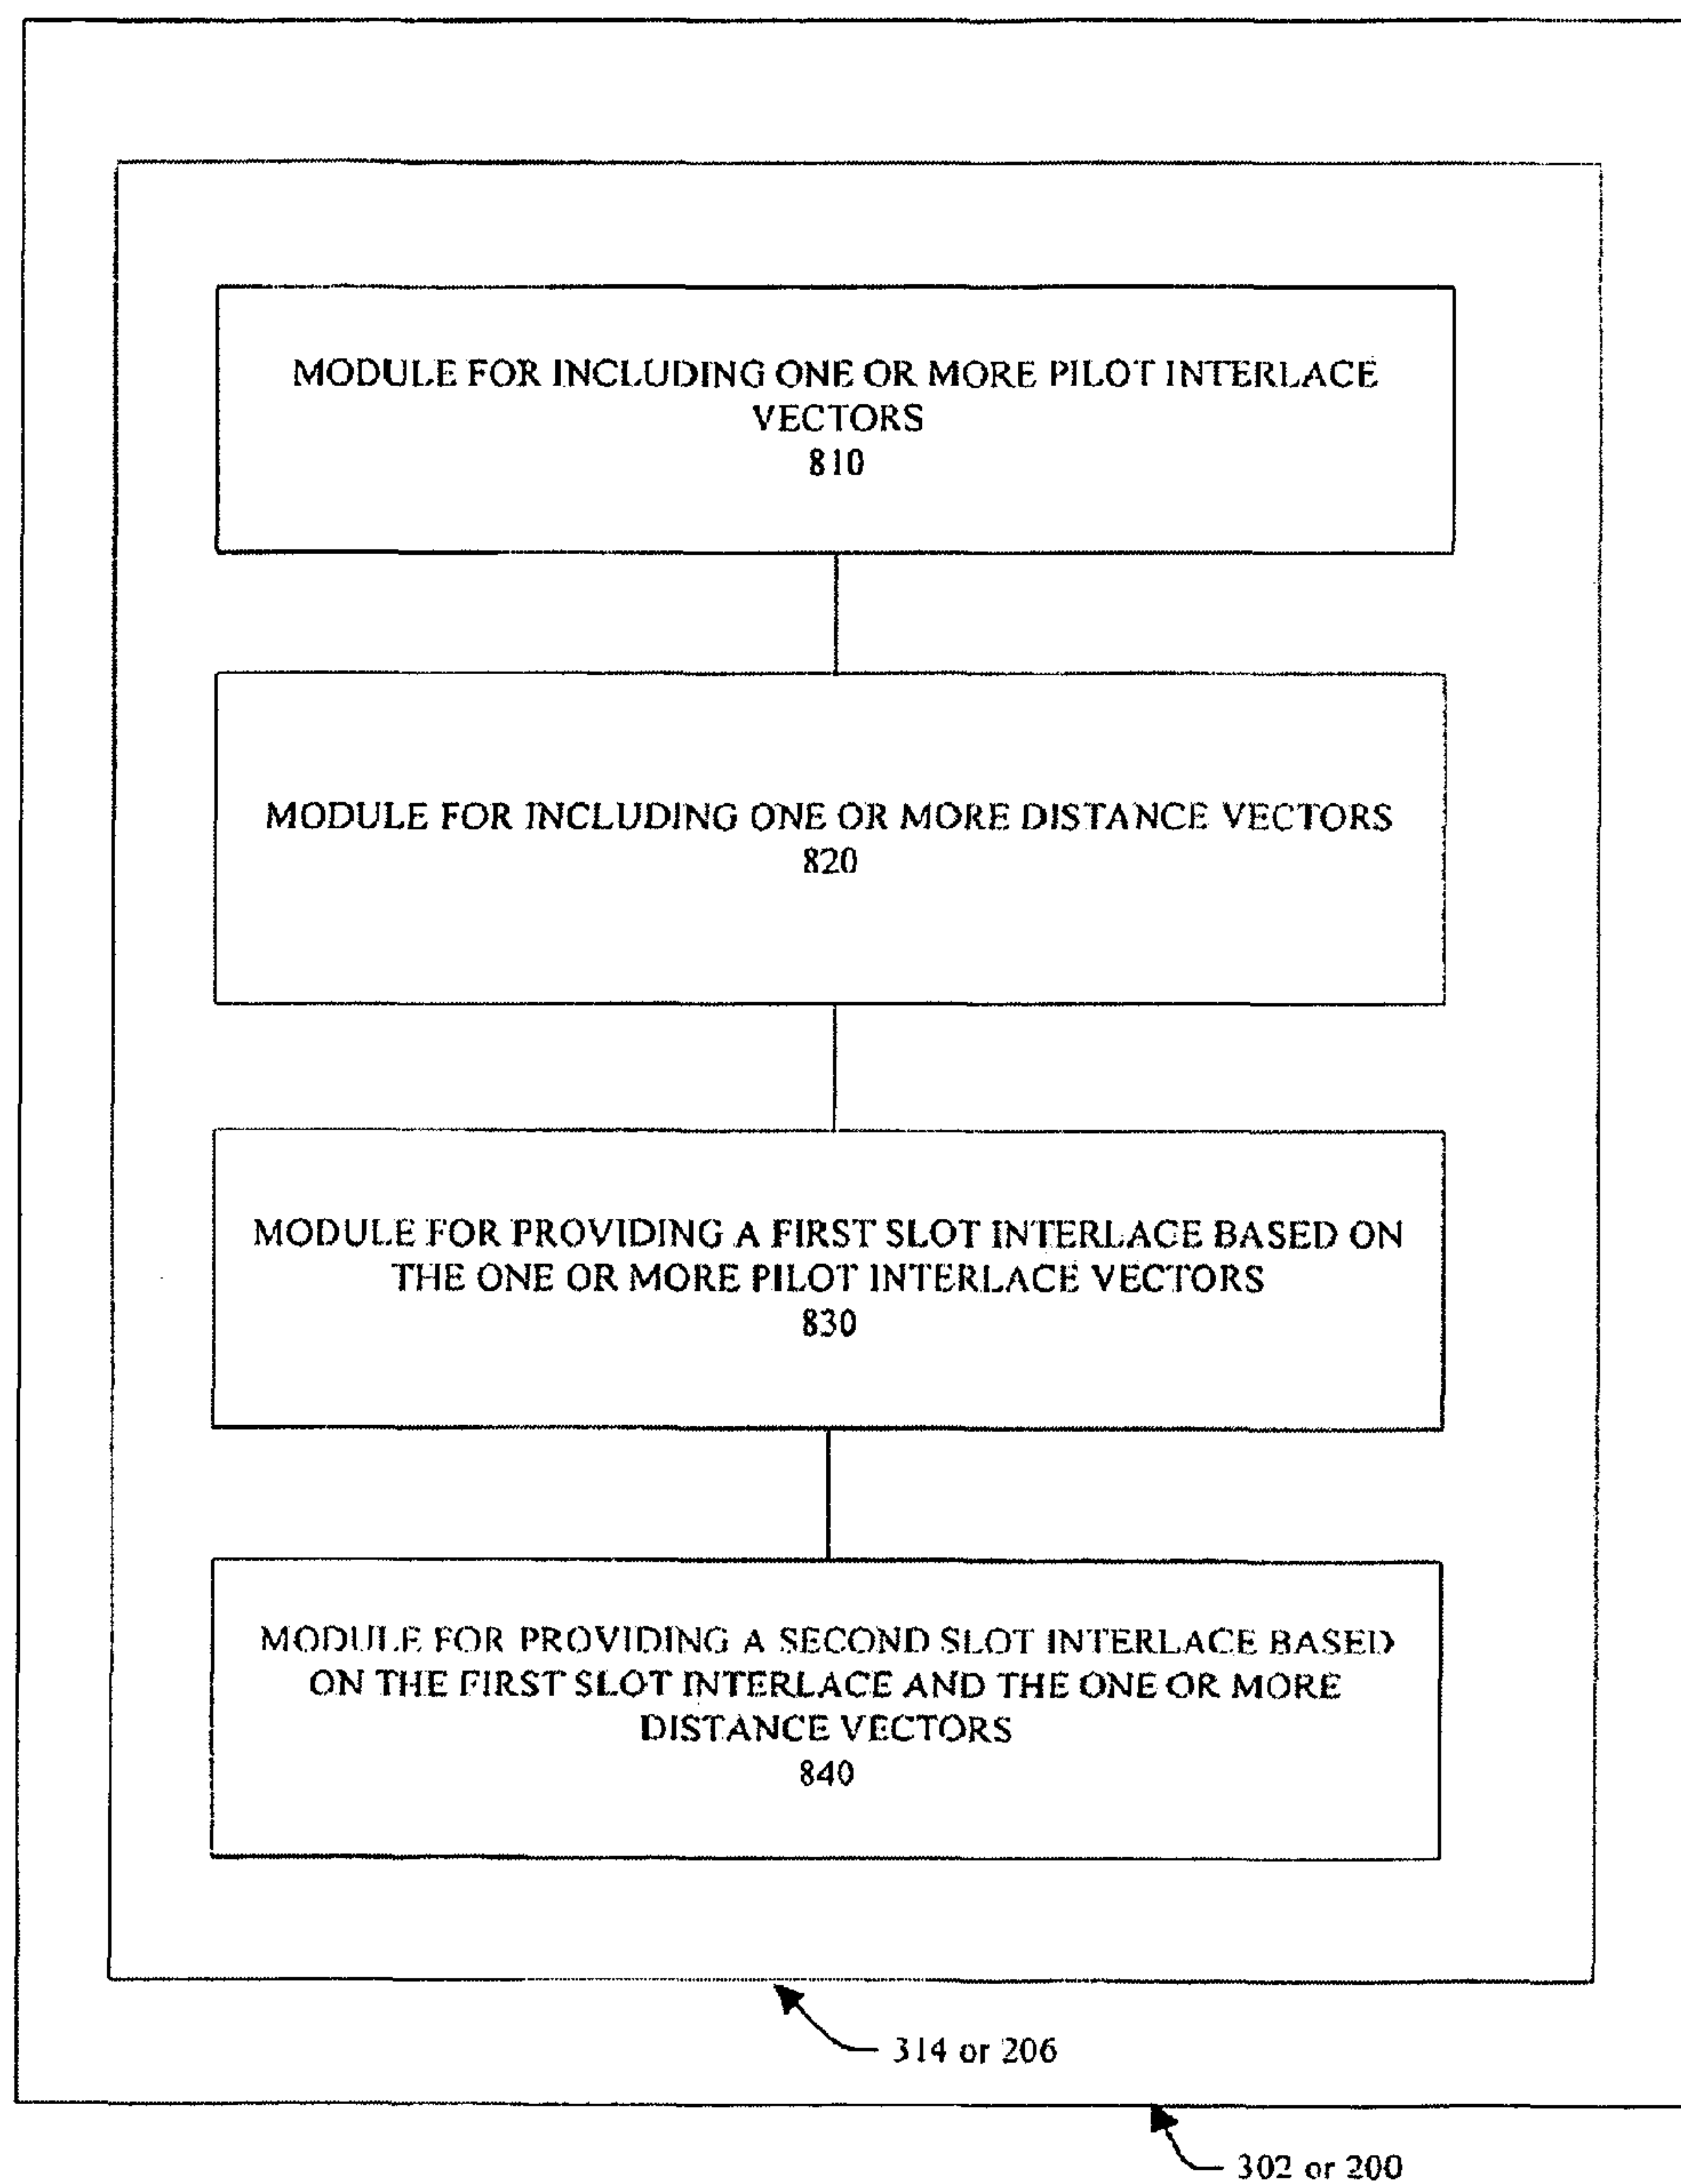 MODULE FOR INCLUDING ONE OR MORE PILOT INTERLACE
VECTORS
810
MODULE FOR INCLUDING ONE OR MORE DISTANCE VECTORS
820
MODULE FOR PROVIDING A FIRST SLOT INTERLACE BASED ON
THE ONE OR MORE PILOT INTERLACE VECTORS
830
MODULE FOR PROVIDING A SECOND SLOT INTERLACE BASED
ON THE FIRST SLOT INTERLACE AND THE ONE OR MORE
DISTANCE VECTORS
840
314 or 206
302 or 200